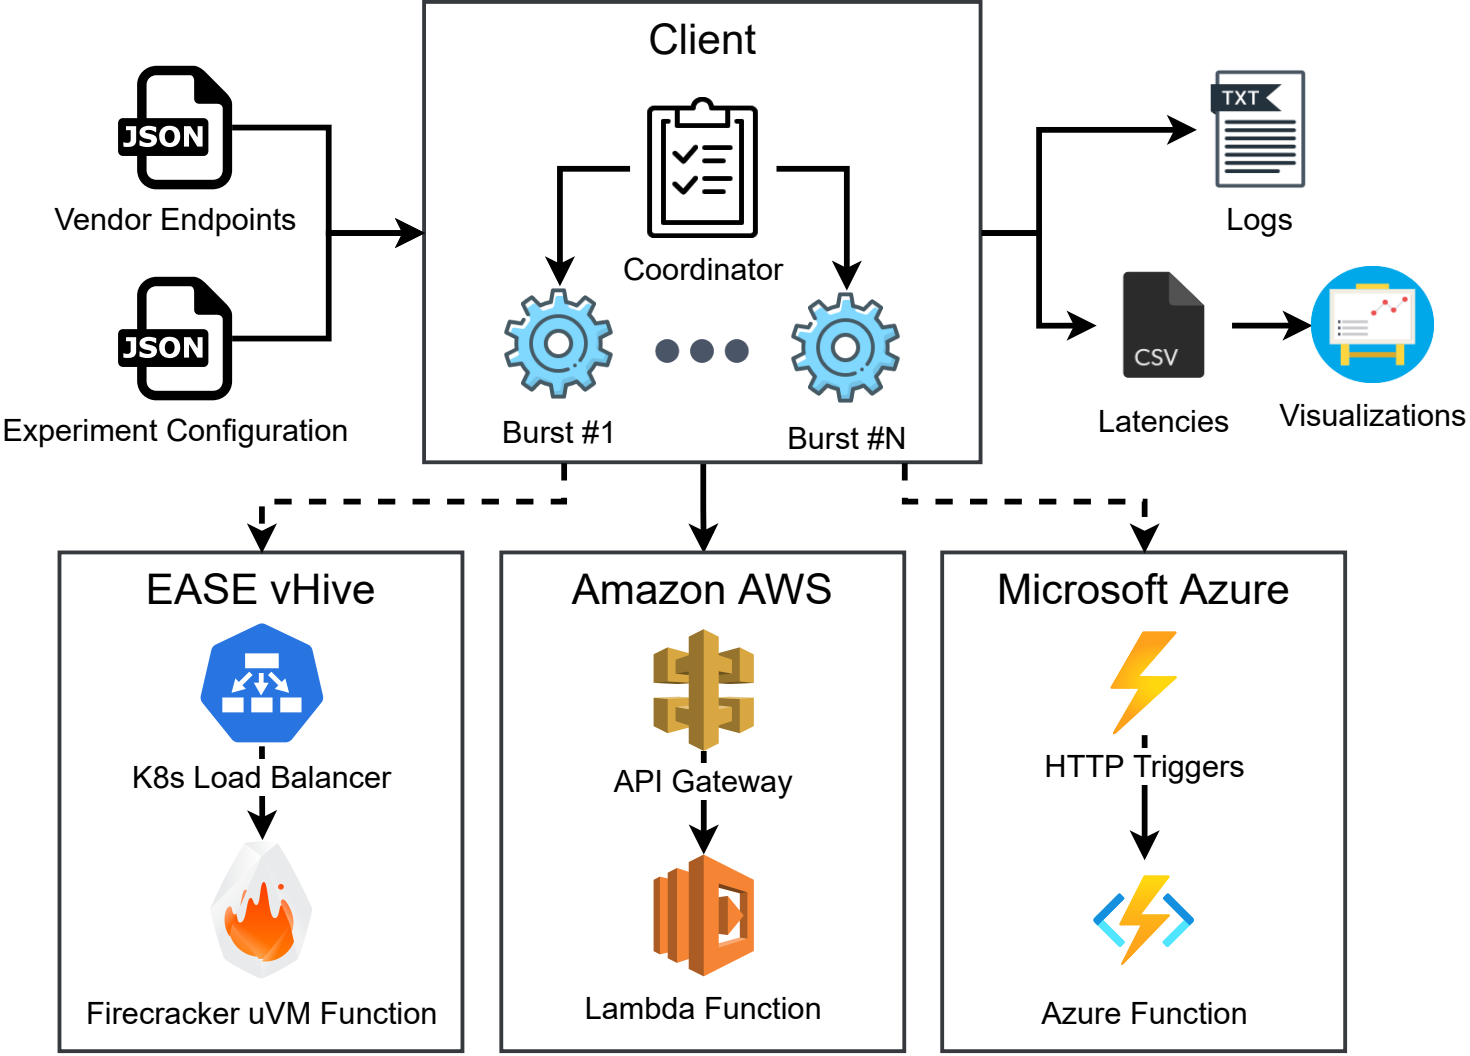 Client
JSON
Vendor Endpoints
JSON
Experiment Configuration
Coordinator
Burst #1
Burst #N
TXT
Logs
CSV
Latencies
Visualizations
EASE vHive
K8s Load Balancer
Firecracker uVM Function
Amazon AWS
API Gateway
Lambda Function
Microsoft Azure
HTTP Triggers
Azure Function